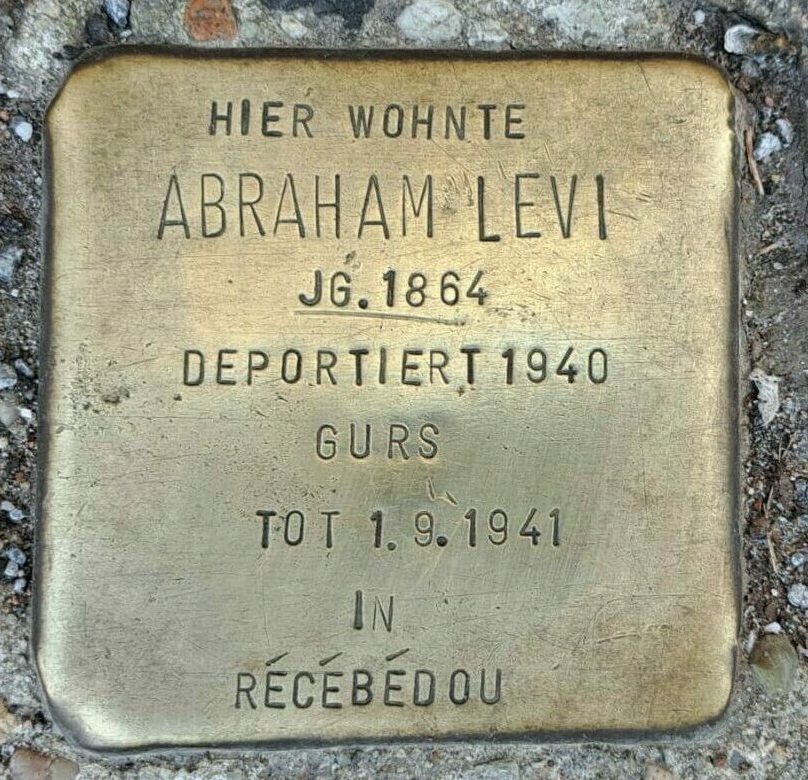 HIER WOHNTE
ABRAHAM LEVI
JG. 1864
DEPORTIERT 1940
GURS
TOT 1. 9. 1941
IN
RÉCÉBÉDOU